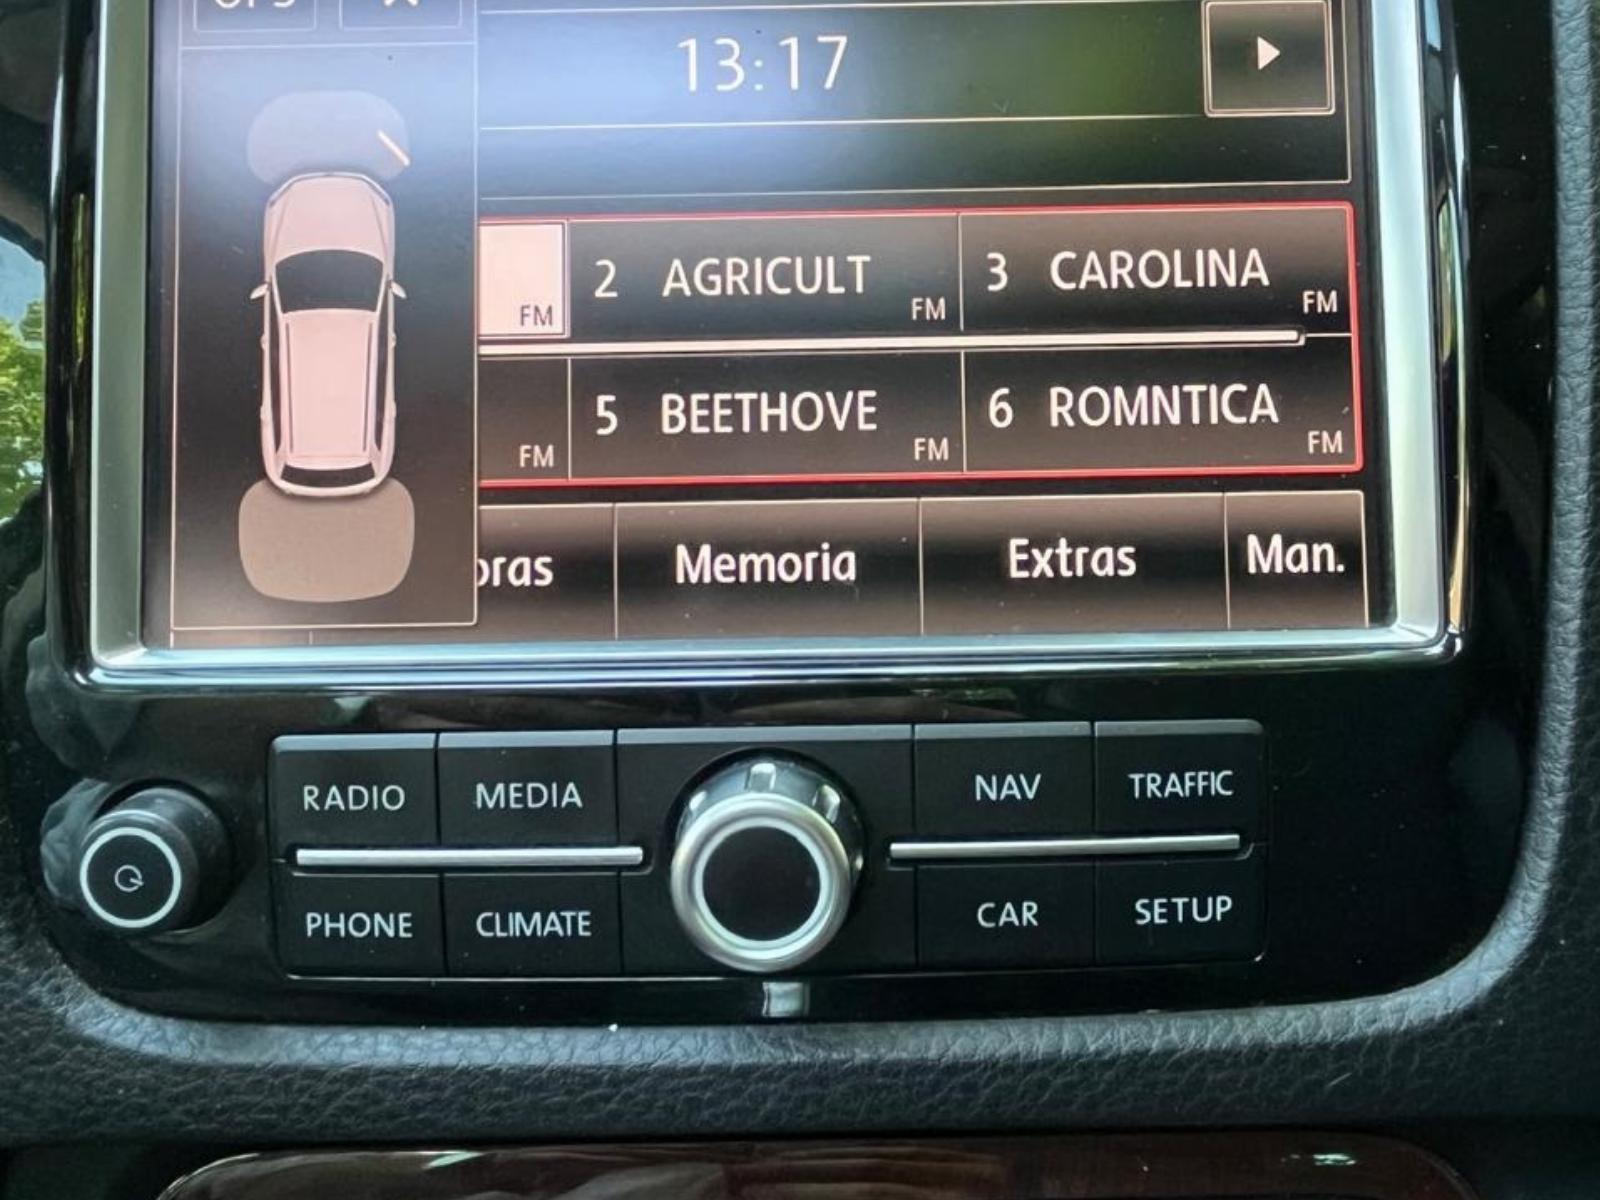 13:17
FM
2 AGRICULT FM
3 CAROLINA FM
FM
5 BEETHOVE FM
6 ROMNTICA FM
oras Memoria Extras Man.
RADIO MEDIA NAV TRAFFIC
PHONE CLIMATE CAR SETUP